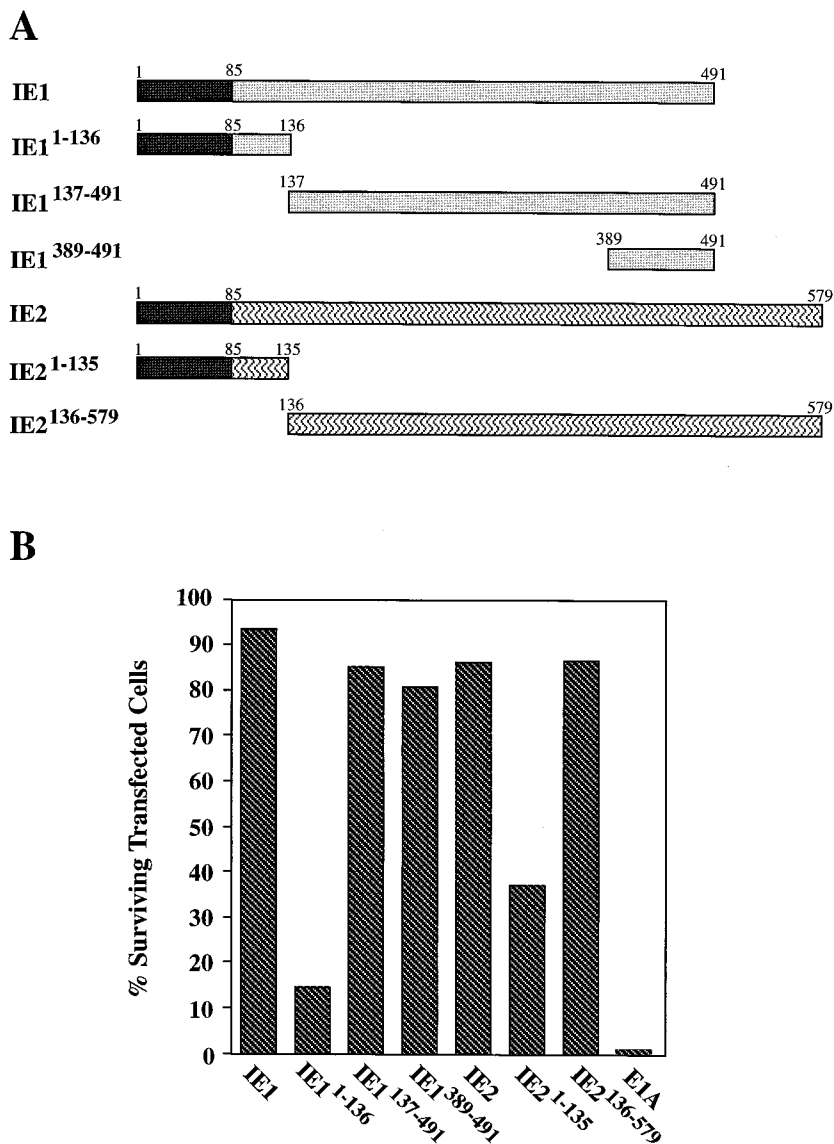 A
1 85 491
IE1
1 85 136
IE1 1-136
137 491
IE1 137-491
389 491
IE1 389-491
1 85 579
IE2
1 85 135
IE2 1-135
136 579
IE2 136-579
B
100
90
80
70
60
50
40
30
20
10
0
% Surviving Transfected Cells
IE1
IE1 1-136
IE1 137-491
IE1 389-491
IE2
IE2 1-135
IE2 136-579
E1A